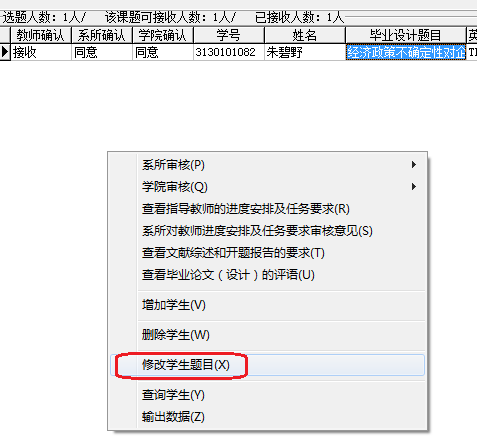 选题人数：1人/ 该课题可接收人数：1人/ 已接收人数：1人
教师确认 系所确认 学院确认 学号 姓名 毕业设计题目
接收 同意 同意 3130101082 朱碧野 经济政策不确定性对企
系所审核(P)
学院审核(Q)
查看指导教师的进度安排及任务要求(R)
系所对教师进度安排及任务要求审核意见(S)
查看文献综述和开题报告的要求(T)
查看毕业论文（设计）的评语(U)
增加学生(V)
删除学生(W)
修改学生题目(X)
查询学生(Y)
输出数据(Z)